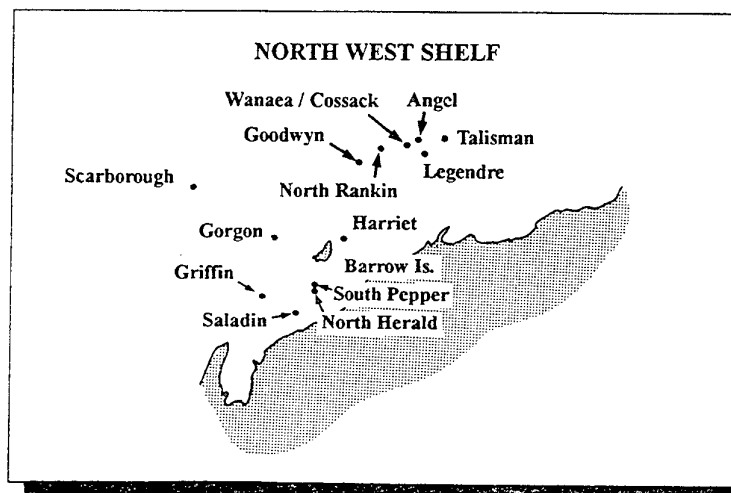 NORTH WEST SHELF
Wanaea / Cossack
Angel
Goodwyn
Talisman
Legendre
Scarborough
North Rankin
Harriet
Gorgon
Barrow Is.
Griffin
South Pepper
Saladin
North Herald